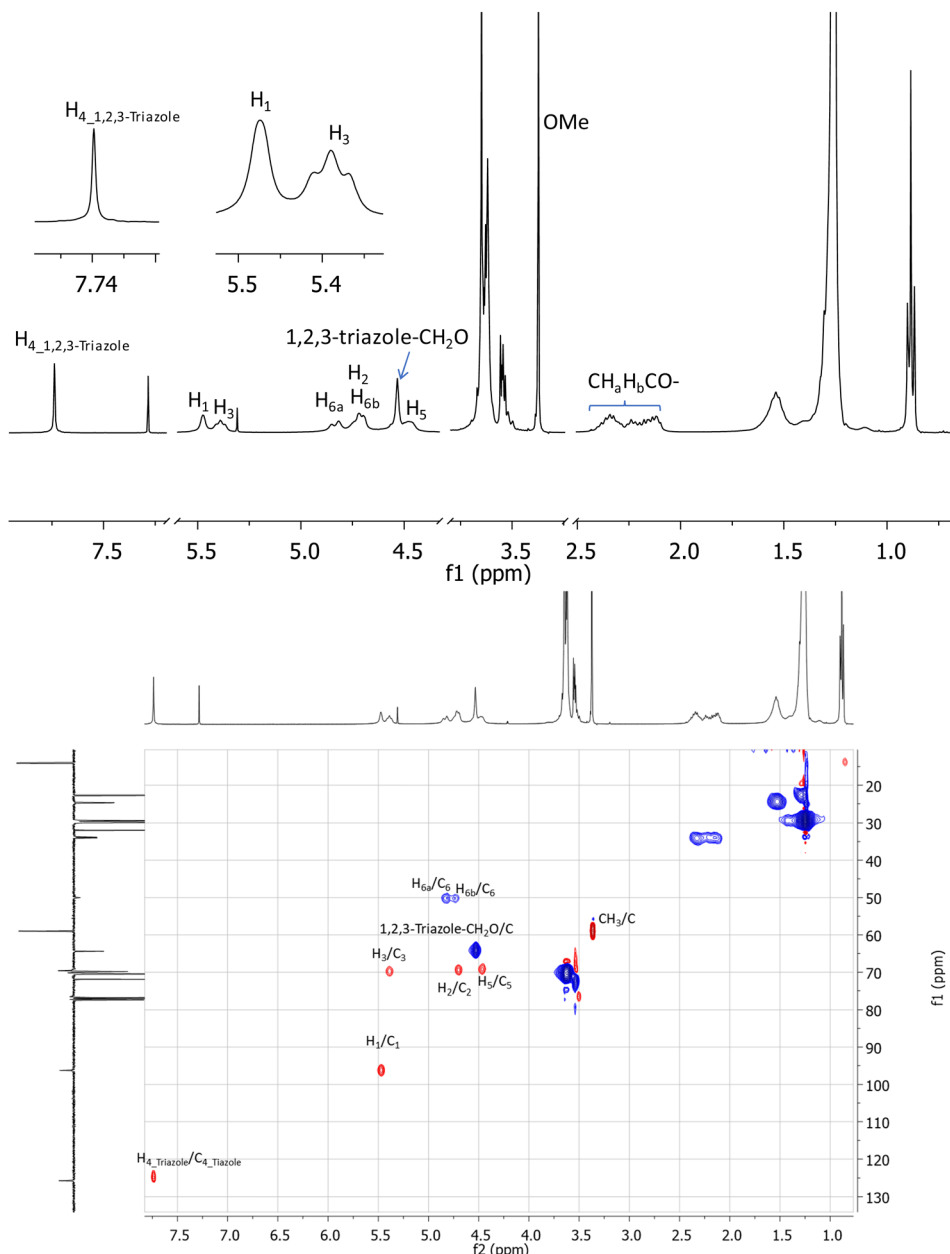 H4_1,2,3-Triazole
H1
H3
OMe
7.74
5.5 5.4
H4_1,2,3-Triazole
1,2,3-triazole-CH2O
H1 H3
H6a
H2
H6b
H5
CHaHbCO-
7.5 5.5 5.0 4.5 3.5 2.5 2.0 1.5 1.0
f1 (ppm)
H6a/C6 H6b/C6
1,2,3-Triazole-CH2O/C
CH3/C
H3/C3
H2/C2
H5/C5
H1/C1
H4_Triazole/C4_Tiazole
20
30
40
50
60
70
80
90
100
110
120
130
f1 (ppm)
7.5 7.0 6.5 6.0 5.5 5.0 4.5 4.0 3.5 3.0 2.5 2.0 1.5 1.0
f2 (ppm)